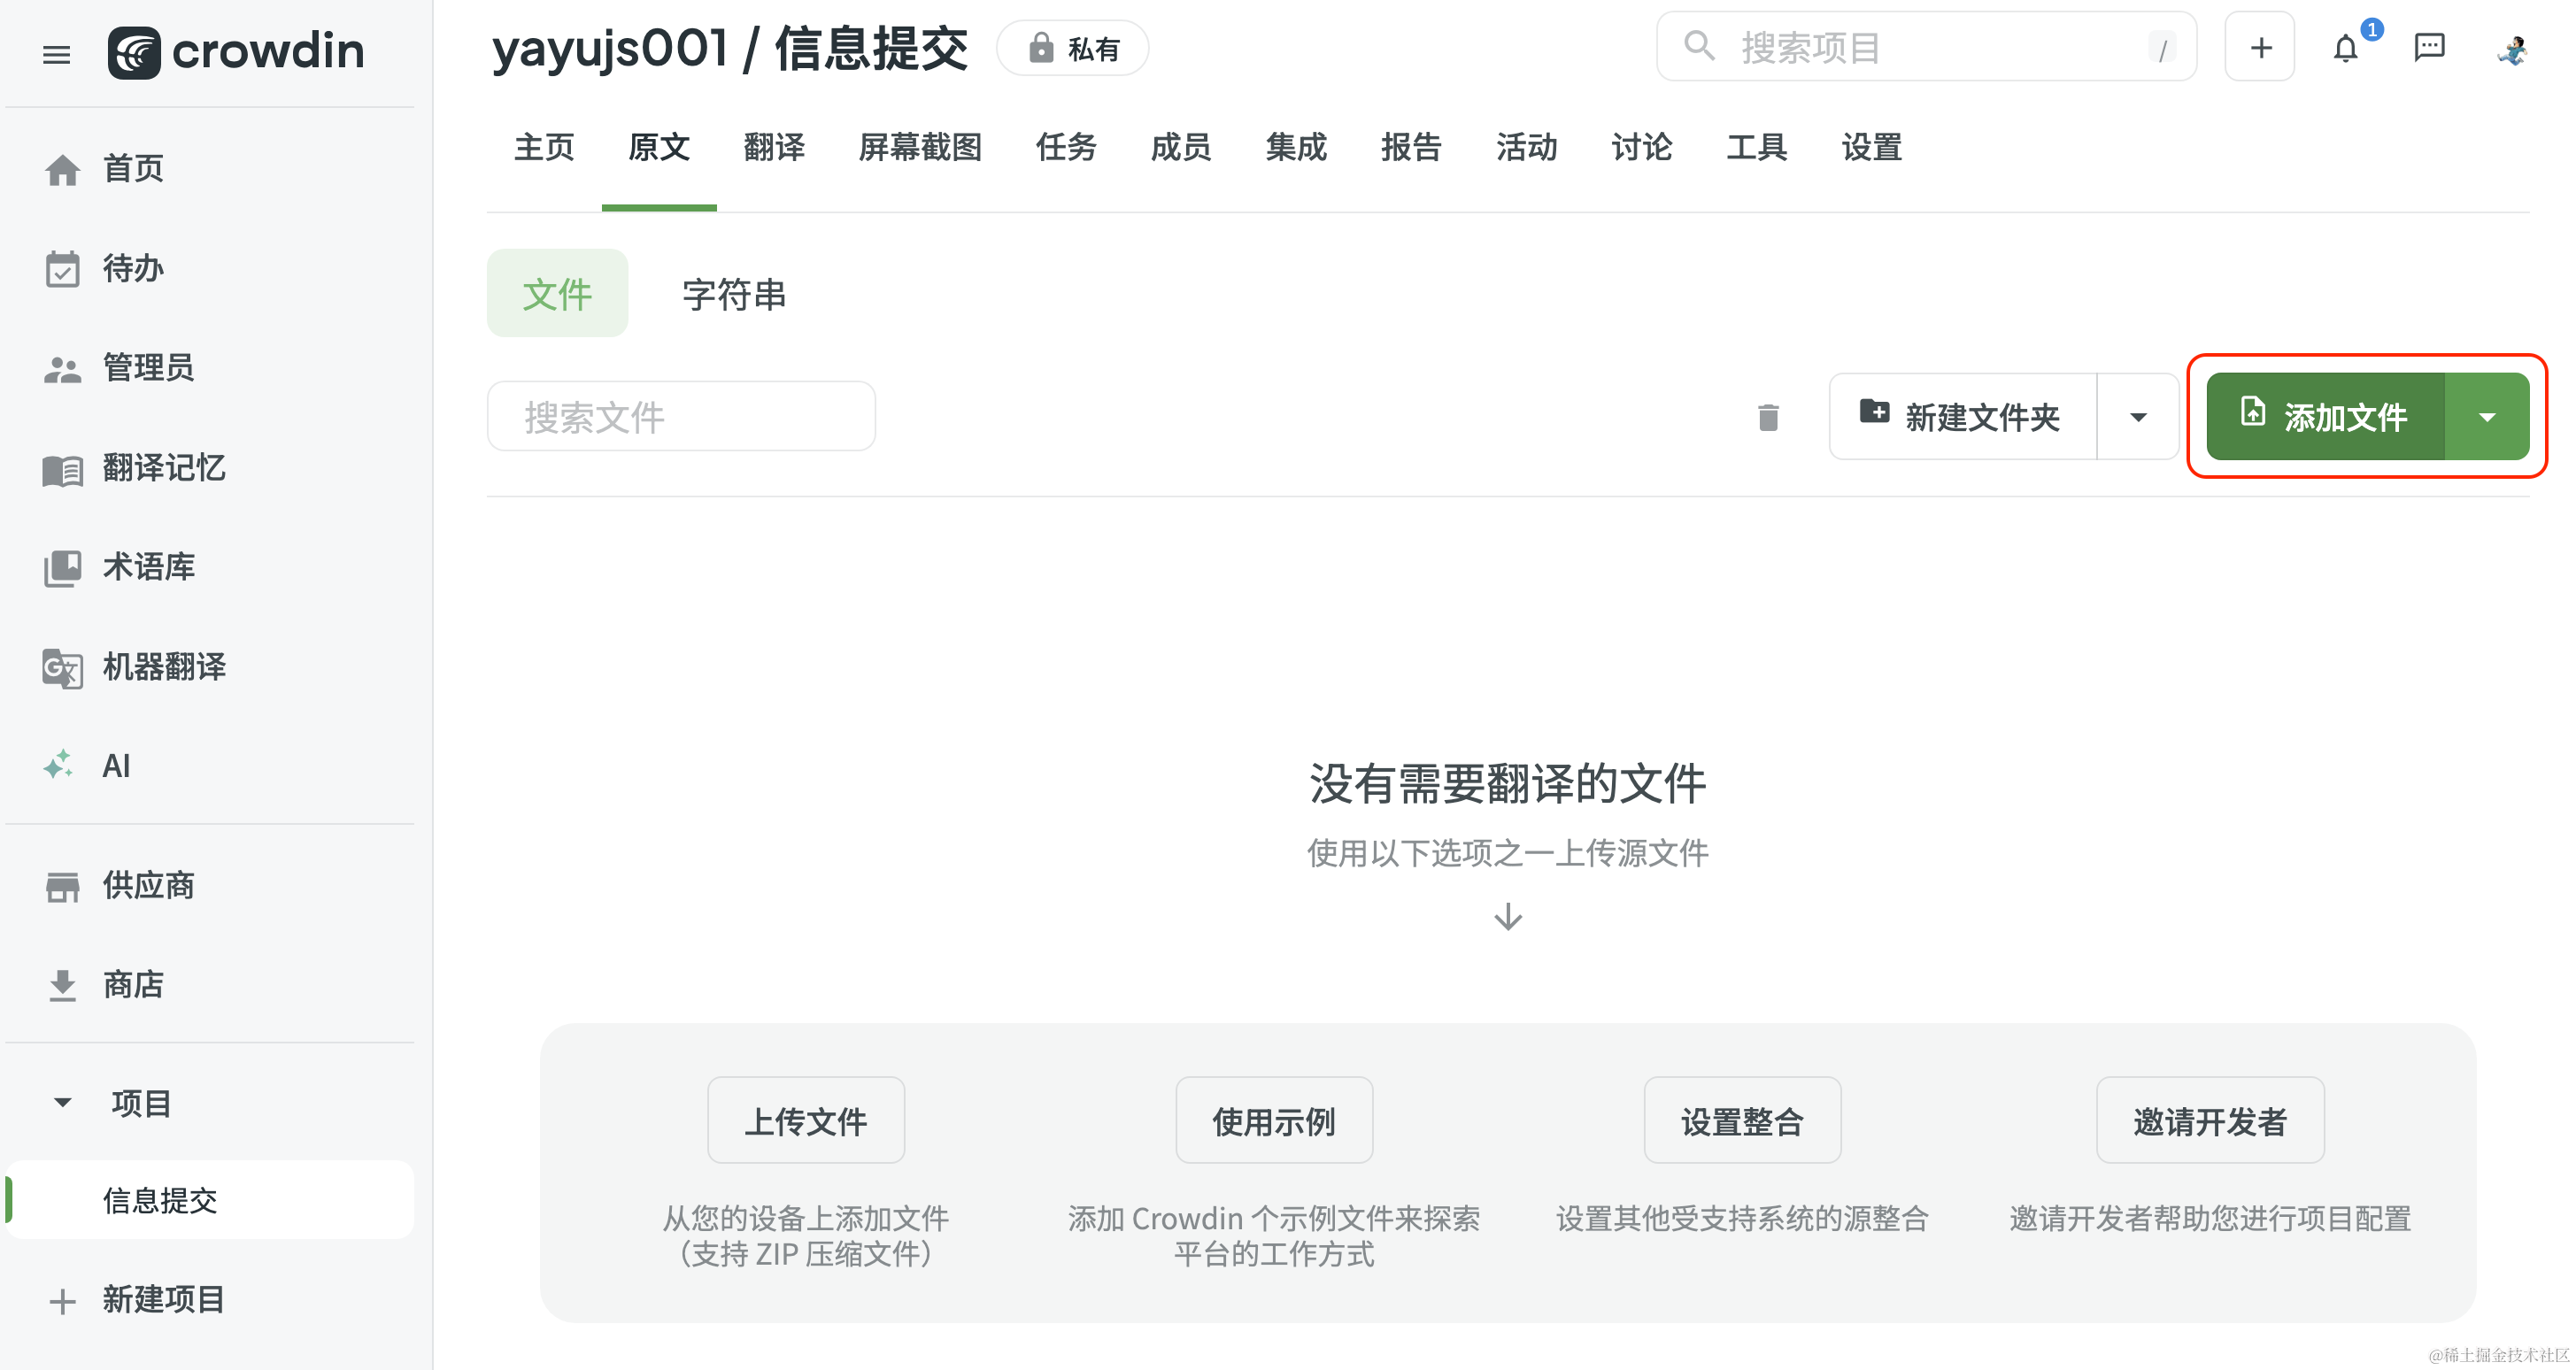 crowdin
yayujs001 / 信息提交
私有
搜索项目
/
1
主页 原文 翻译 屏幕截图 任务 成员 集成 报告 活动 讨论 工具 设置
首页
待办
管理员
翻译记忆
术语库
机器翻译
AI
供应商
商店
项目
信息提交
新建项目
文件 字符串
搜索文件
新建文件夹
添加文件
没有需要翻译的文件
使用以下选项之一上传源文件
上传文件
从您的设备上添加文件
（支持 ZIP 压缩文件）
使用示例
添加 Crowdin 个示例文件来探索
平台的工作方式
设置整合
设置其他受支持系统的源整合
邀请开发者
邀请开发者帮助您进行项目配置
@稀土掘金技术社区